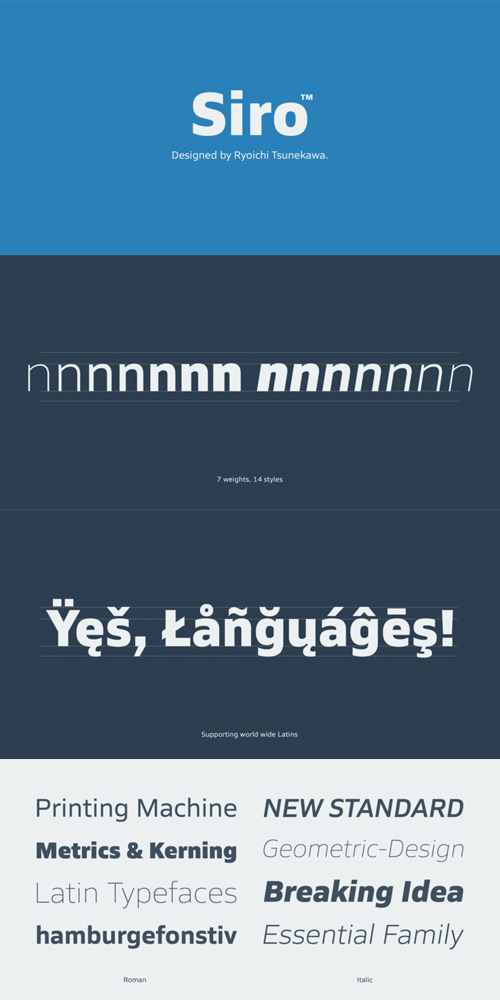 Siro™
Designed by Ryoichi Tsunekawa.
nnnnnnn nnnnnnn
7 weights, 14 styles
Ÿęš, Łåñğųáĝēş!
Supporting world wide Latins
Printing Machine
Metrics & Kerning
Latin Typefaces
hamburgefonstiv
Roman
NEW STANDARD
Geometric-Design
Breaking Idea
Essential Family
Italic